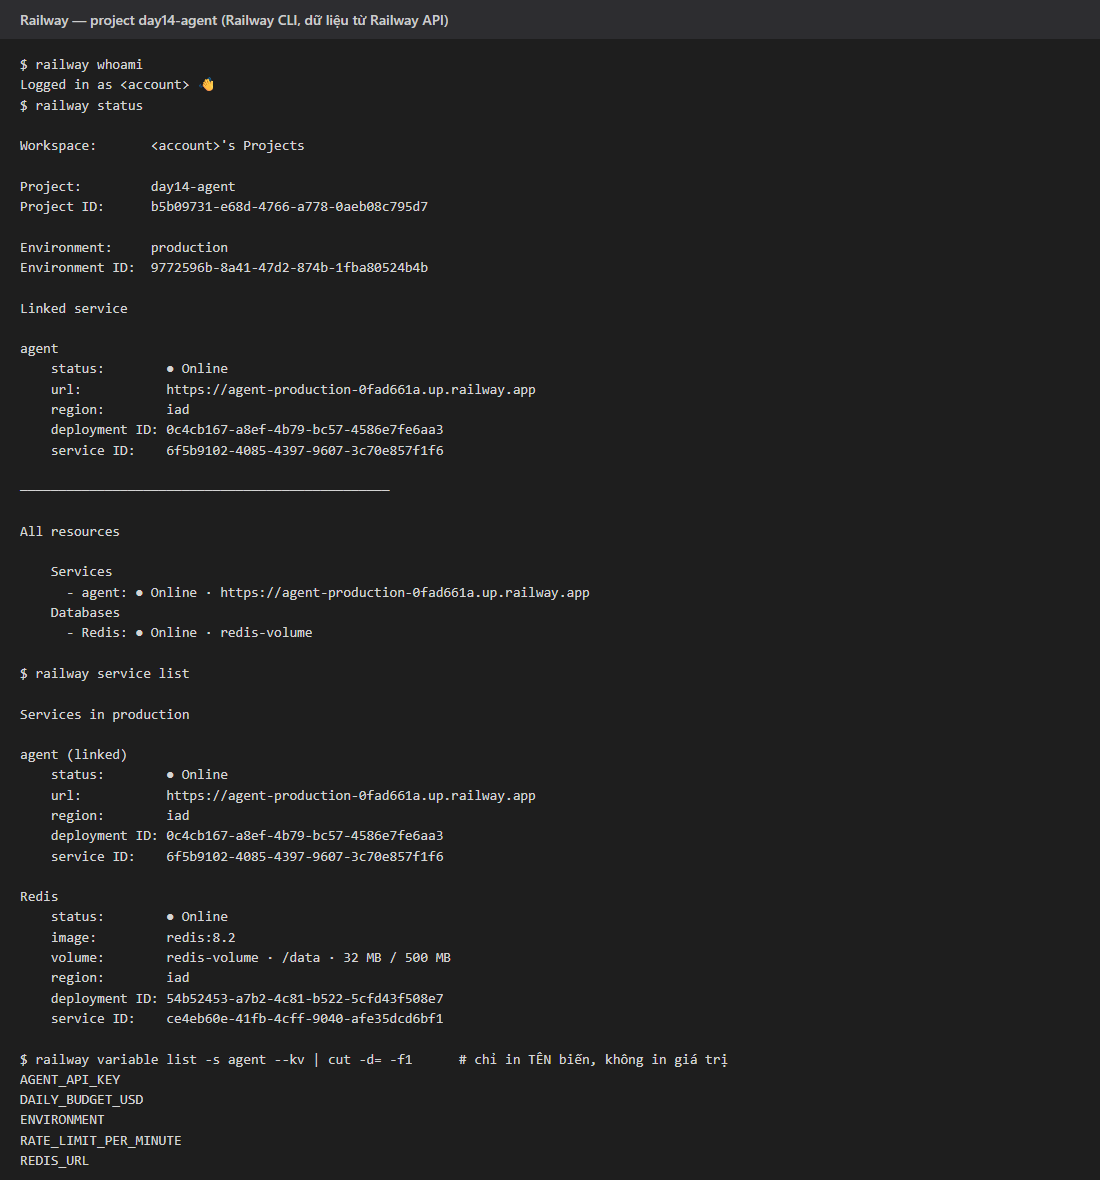 Railway — project day14-agent (Railway CLI, dữ liệu từ Railway API)
$ railway whoami
Logged in as <account> 👋
$ railway status
Workspace: <account>'s Projects
Project: day14-agent
Project ID: b5b09731-e68d-4766-a778-0aeb08c795d7
Environment: production
Environment ID: 9772596b-8a41-47d2-874b-1fba80524b4b
Linked service
agent
status: ● Online
url: https://agent-production-0fad661a.up.railway.app
region: iad
deployment ID: 0c4cb167-a8ef-4b79-bc57-4586e7fe6aa3
service ID: 6f5b9102-4085-4397-9607-3c70e857f1f6
All resources
Services
- agent: ● Online · https://agent-production-0fad661a.up.railway.app
Databases
- Redis: ● Online · redis-volume
$ railway service list
Services in production
agent (linked)
status: ● Online
url: https://agent-production-0fad661a.up.railway.app
region: iad
deployment ID: 0c4cb167-a8ef-4b79-bc57-4586e7fe6aa3
service ID: 6f5b9102-4085-4397-9607-3c70e857f1f6
Redis
status: ● Online
image: redis:8.2
volume: redis-volume · /data · 32 MB / 500 MB
region: iad
deployment ID: 54b52453-a7b2-4c81-b522-5cfd43f508e7
service ID: ce4eb60e-41fb-4cff-9040-afe35dcd6bf1
$ railway variable list -s agent --kv | cut -d= -f1 # chỉ in TÊN biến, không in giá trị
AGENT_API_KEY
DAILY_BUDGET_USD
ENVIRONMENT
RATE_LIMIT_PER_MINUTE
REDIS_URL